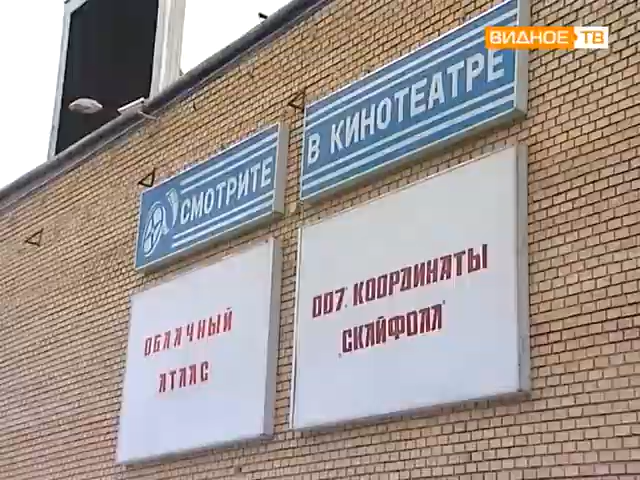 ВИДНОЕ ТВ
СМОТРИТЕ
В КИНОТЕАТРЕ
ОБЛАЧНЫЙ
АТЛАС
007. КООРДИНАТЫ
"СКАЙФОЛЛ"